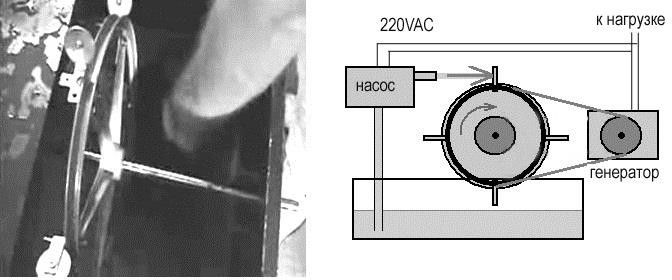 220VAC
к нагрузке
насос
генератор